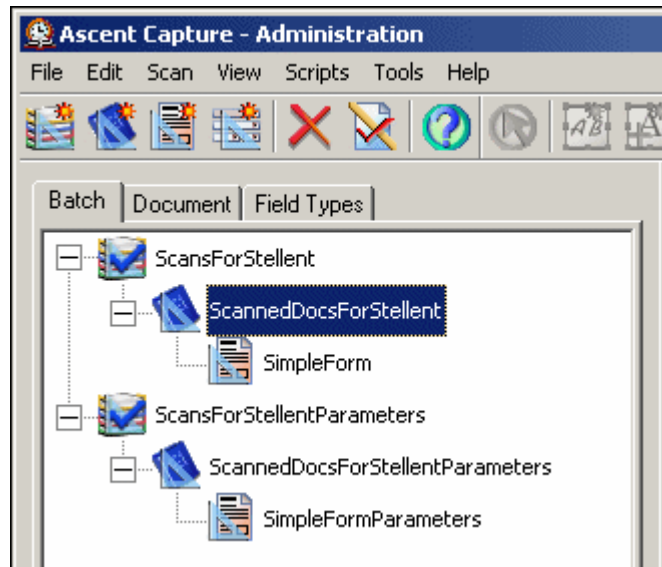 Ascent Capture - Administration
File Edit Scan View Scripts Tools Help
Batch Document Field Types
ScansForStellent
ScannedDocsForStellent
SimpleForm
ScansForStellentParameters
ScannedDocsForStellentParameters
SimpleFormParameters